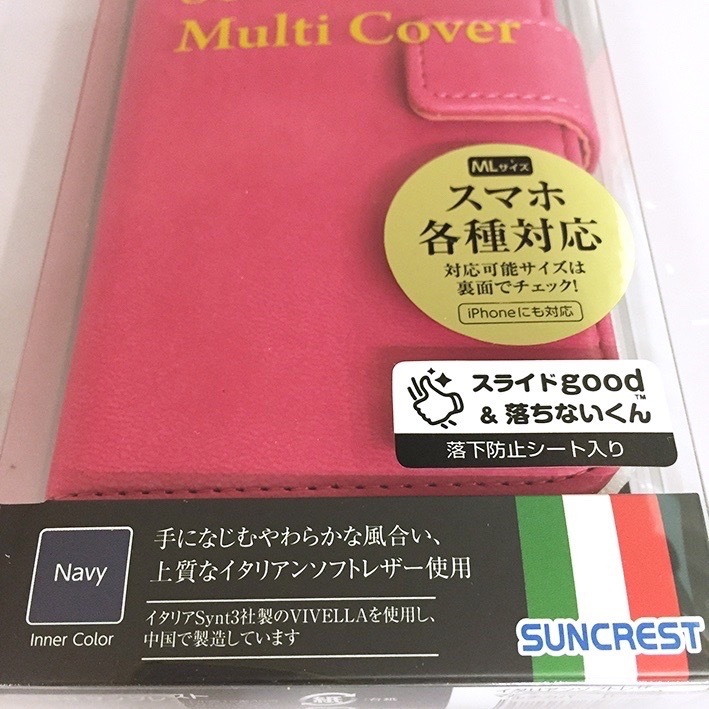 Multi Cover
MLサイズ
スマホ
各種対応
対応可能サイズは
裏面でチェック!
iPhoneにも対応
スライドgood™
&落ちないくん
落下防止シート入り
Navy
Inner Color
手になじむやわらかな風合い、
上質なイタリアンソフトレザー使用
イタリアSynt3社製のVIVELLAを使用し、
中国で製造しています
SUNCREST